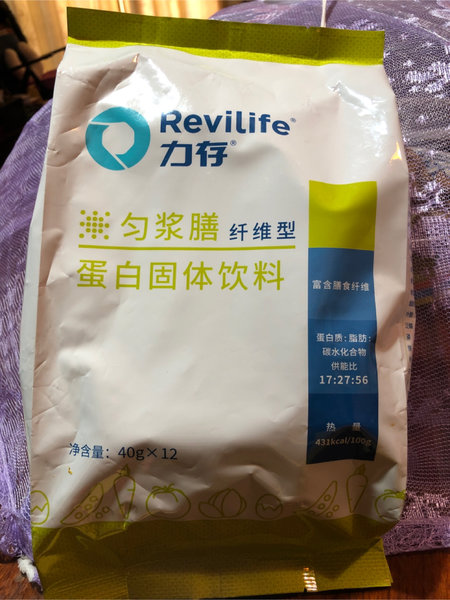 Revilife®
力存®
匀浆膳 纤维型
蛋白固体饮料
富含膳食纤维
蛋白质:脂肪:
碳水化合物
供能比
17:27:56
热 量
431kcal/100g
净含量: 40g×12